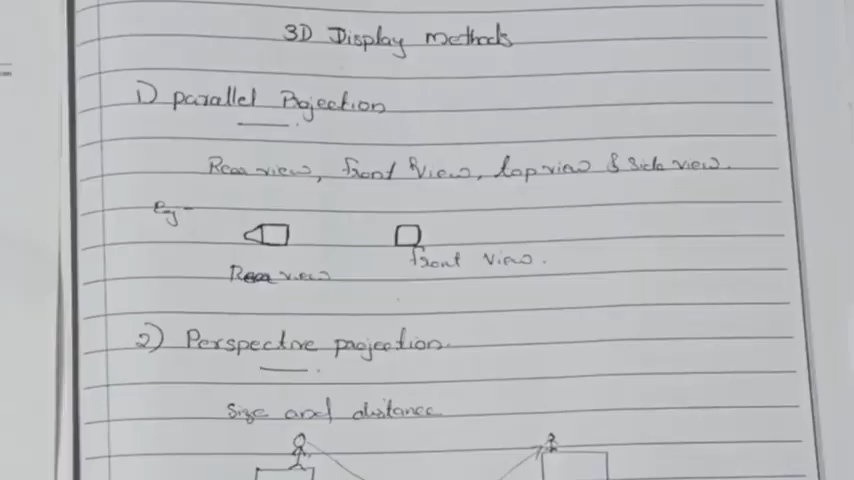 3D Display methods
1) parallel Projection
Rear view, front view, top view & side view.
Eg -
Rear view
front view.
2) Perspective projection.
Size and distance